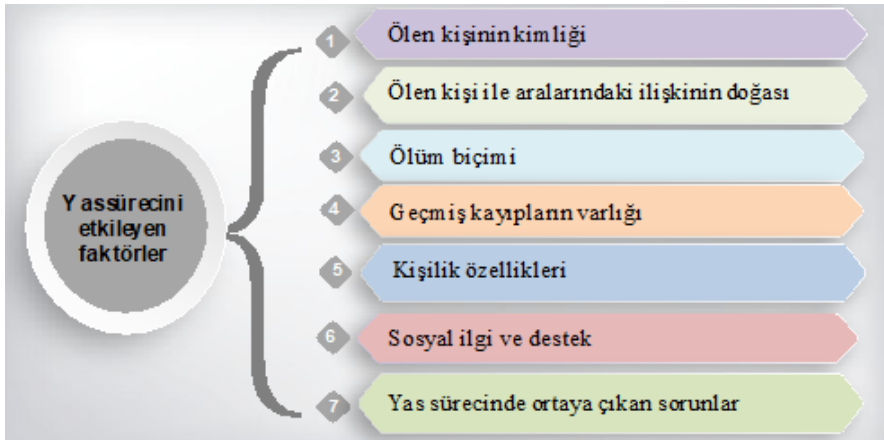 Yas sürecini
etkileyen
faktörler
1 Ölen kişinin kimliği
2 Ölen kişi ile aralarındaki ilişkinin doğası
3 Ölüm biçimi
4 Geçmiş kayıpların varlığı
5 Kişilik özellikleri
6 Sosyal ilgi ve destek
7 Yas sürecinde ortaya çıkan sorunlar